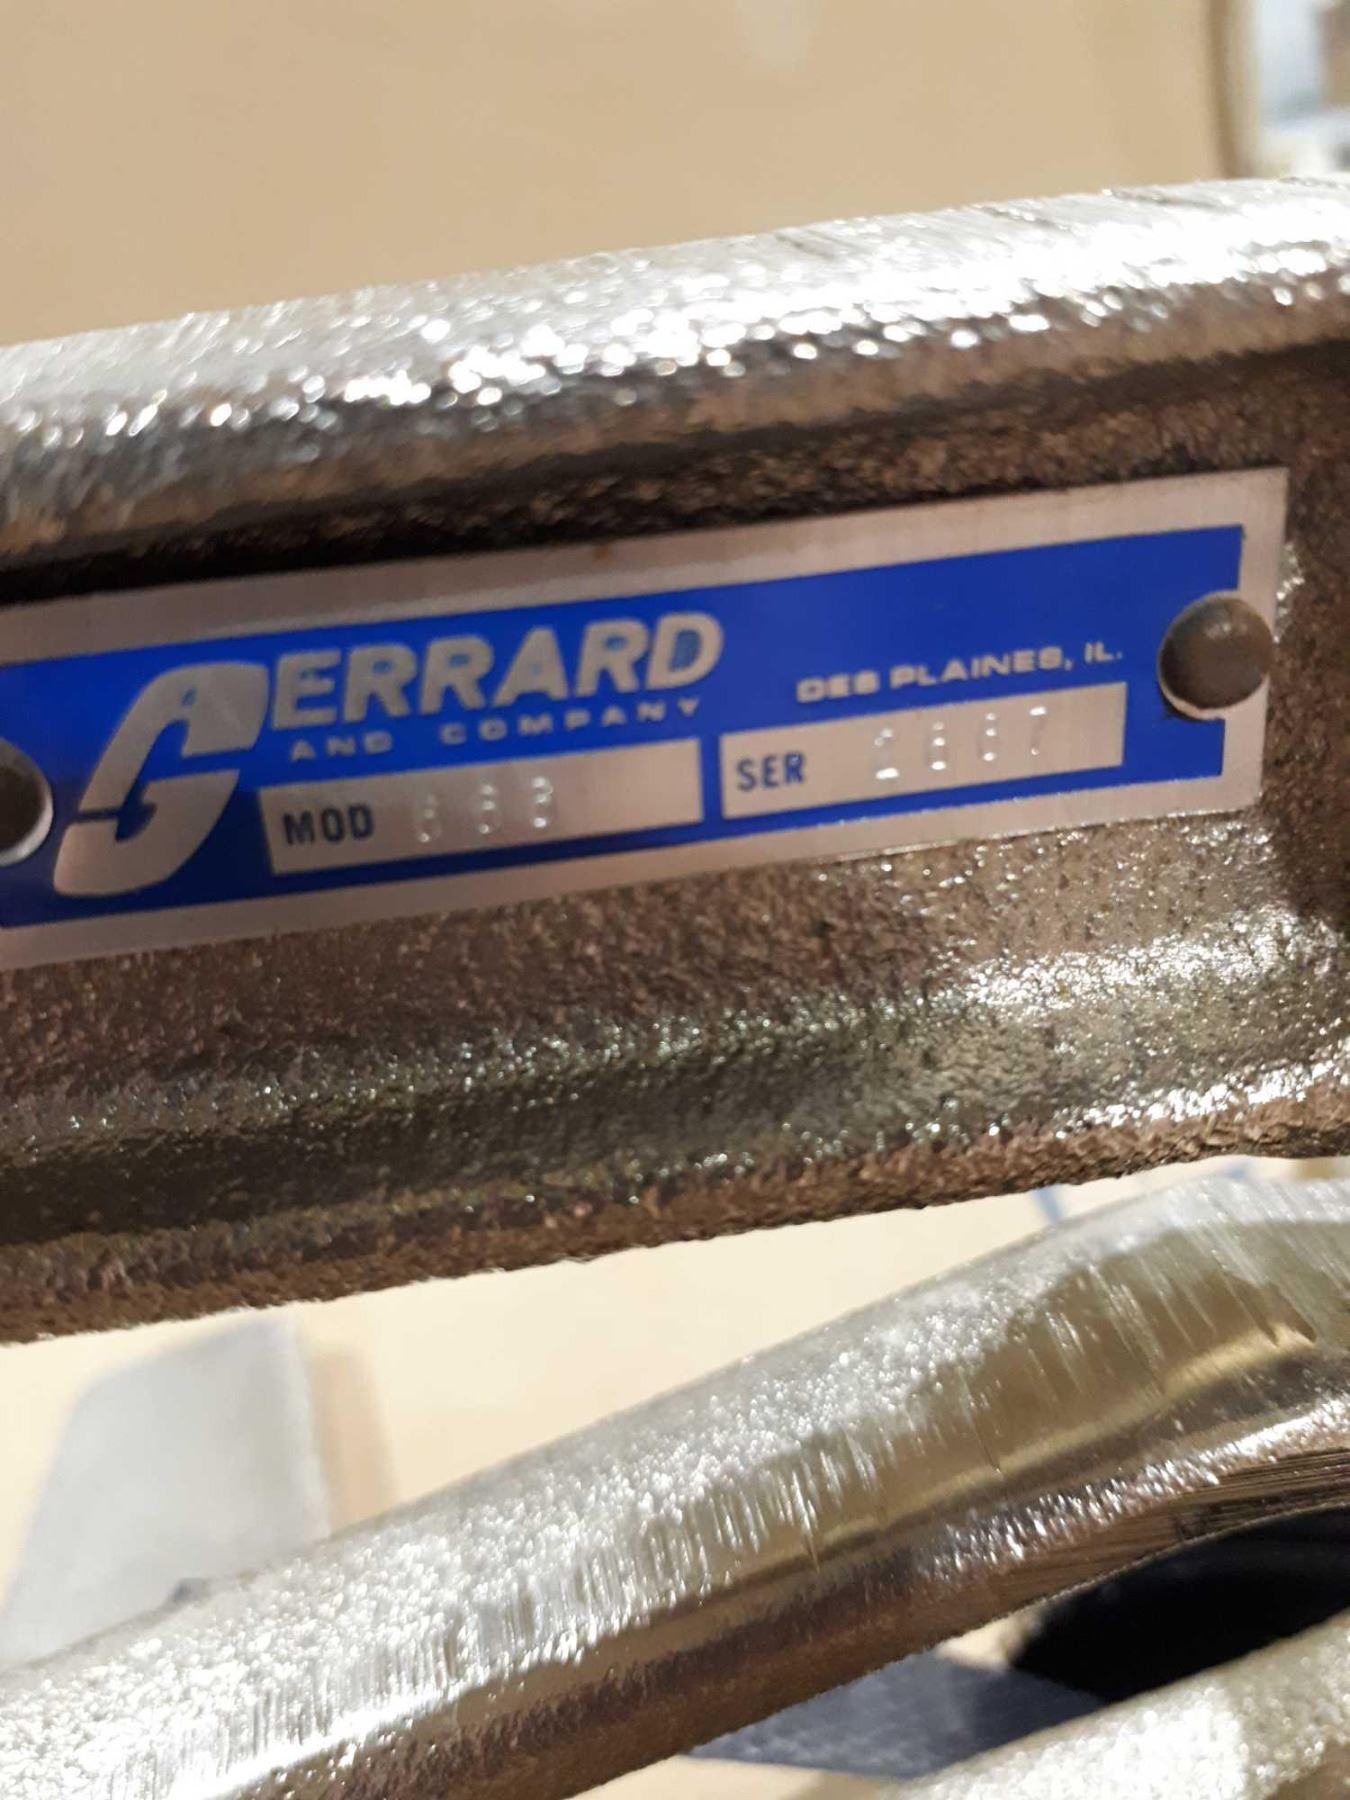 GERRARD
AND COMPANY
DES PLAINES, IL.
MOD
SER